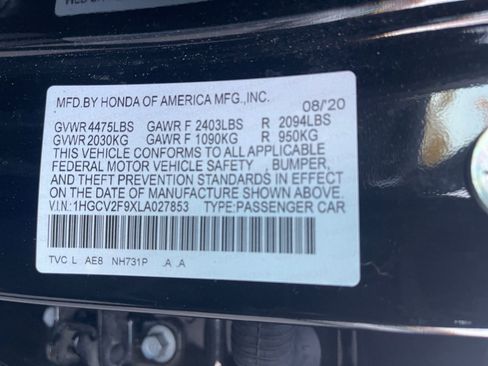 MFD.BY HONDA OF AMERICA MFG.,INC. 08/'20
GVWR 4475LBS GAWR F 2403LBS R 2094LBS
GVWR 2030KG GAWR F 1090KG R 950KG
THIS VEHICLE CONFORMS TO ALL APPLICABLE
FEDERAL MOTOR VEHICLE SAFETY , BUMPER,
AND THEFT PREVENTION STANDARDS IN EFFECT
ON THE DATE OF MANUFACTURE SHOWN ABOVE.
V.I.N.: 1HGCV2F9XLA027853 TYPE:PASSENGER CAR
TVC L AE8 NH731P .A .A